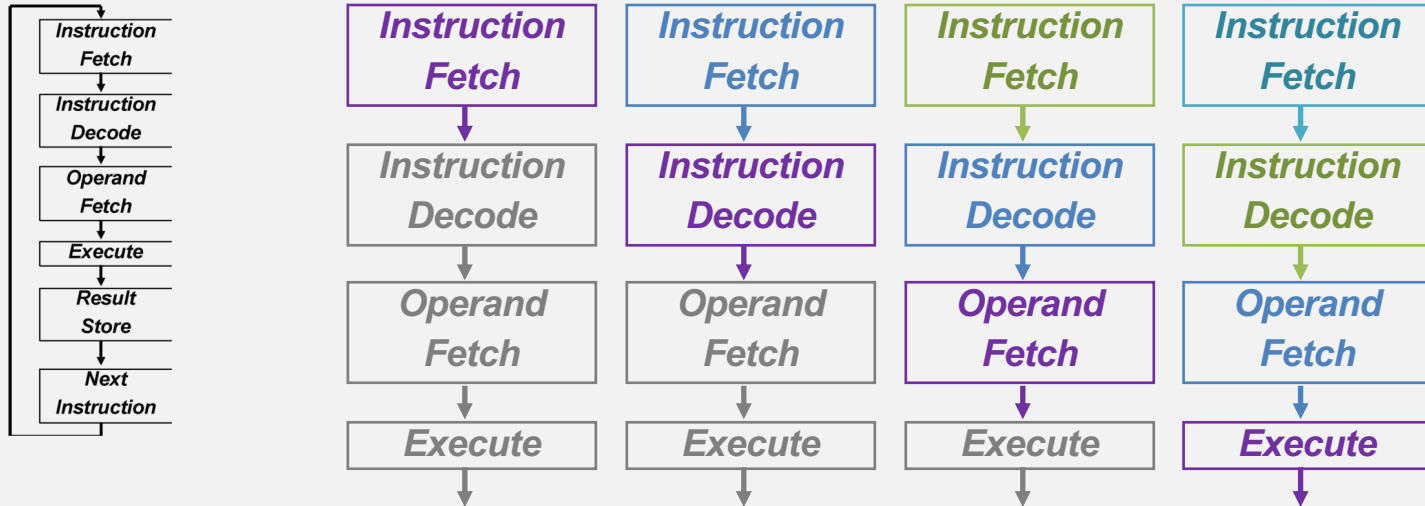 Instruction
Fetch
Instruction
Decode
Operand
Fetch
Execute
Result
Store
Next
Instruction
Instruction
Fetch
Instruction
Decode
Operand
Fetch
Execute
Instruction
Fetch
Instruction
Decode
Operand
Fetch
Execute
Instruction
Fetch
Instruction
Decode
Operand
Fetch
Execute
Instruction
Fetch
Instruction
Decode
Operand
Fetch
Execute